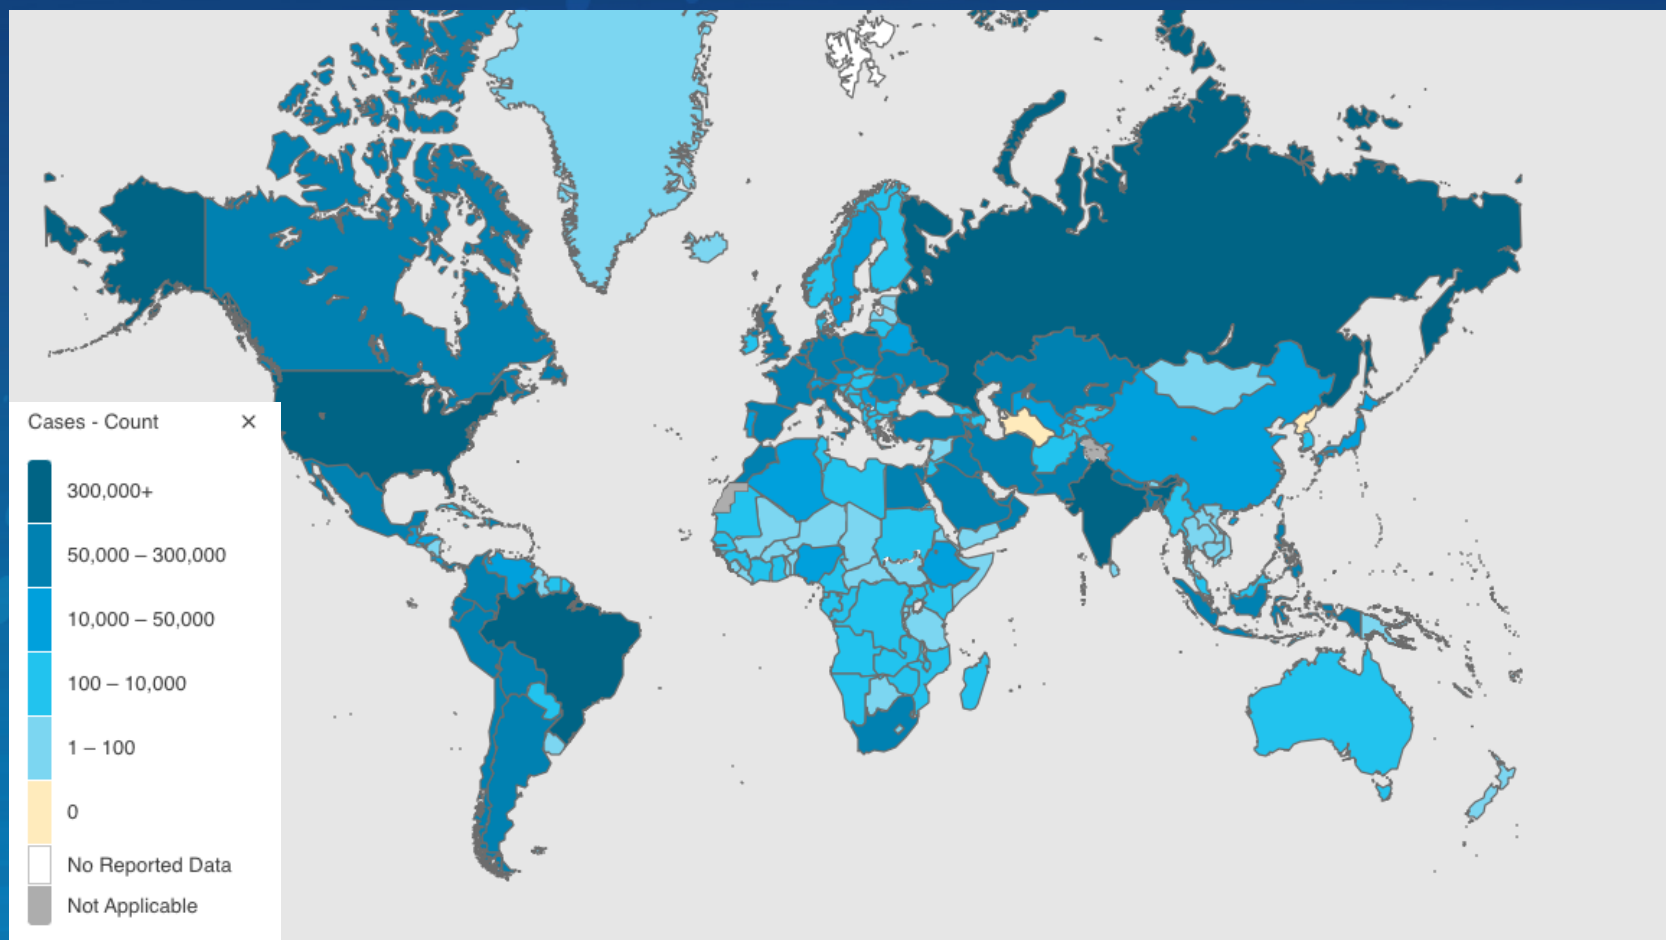 Cases - Count ×
300,000+
50,000 – 300,000
10,000 – 50,000
100 – 10,000
1 – 100
0
No Reported Data
Not Applicable